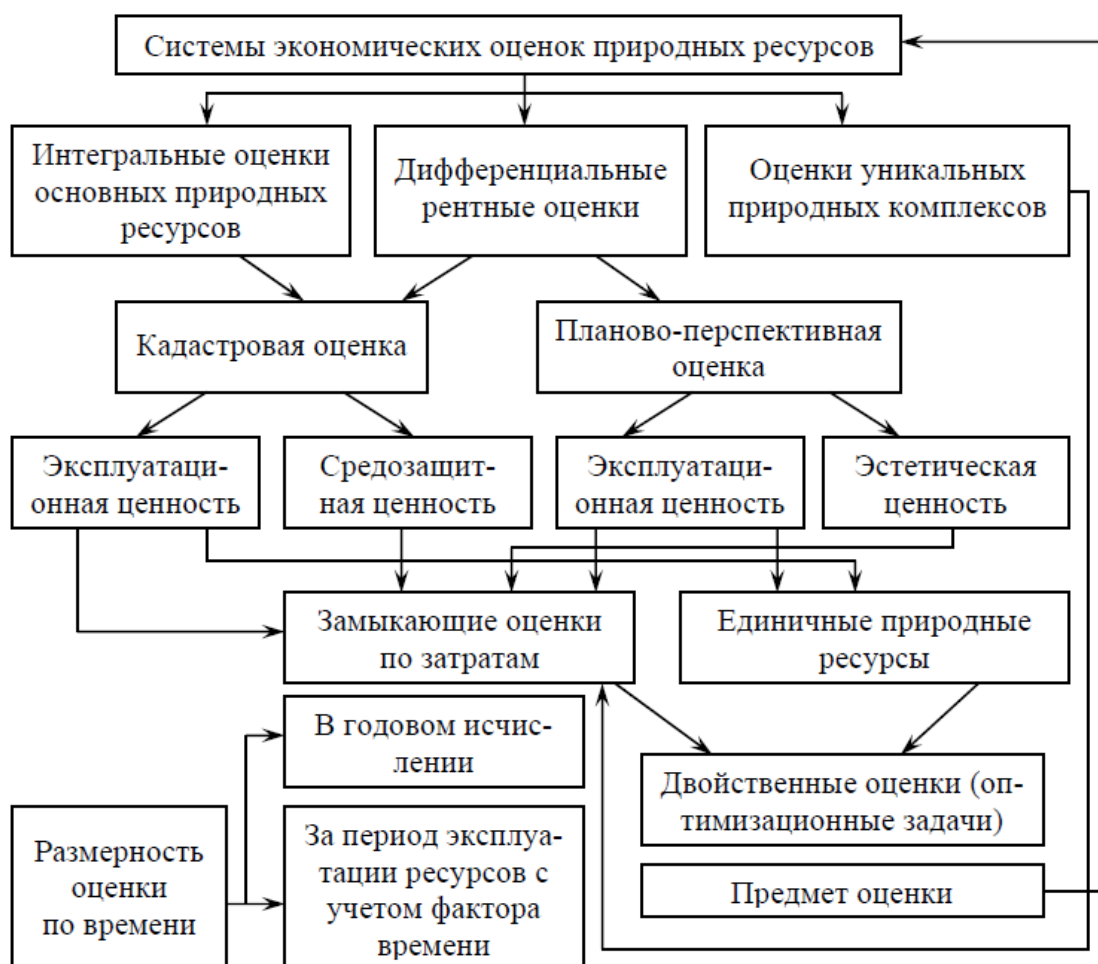 Системы экономических оценок природных ресурсов
Интегральные оценки
основных природных
ресурсов
Дифференциальные
рентные оценки
Оценки уникальных
природных комплексов
Кадастровая оценка
Планово-перспективная
оценка
Эксплуатаци-
онная ценность
Средозащит-
ная ценность
Эксплуатаци-
онная ценность
Эстетическая
ценность
Замыкающие оценки
по затратам
Единичные природные
ресурсы
В годовом исчис-
лении
Двойственные оценки (оп-
тимизационные задачи)
Размерность
оценки
по времени
За период эксплуа-
тации ресурсов с
учетом фактора
времени
Предмет оценки